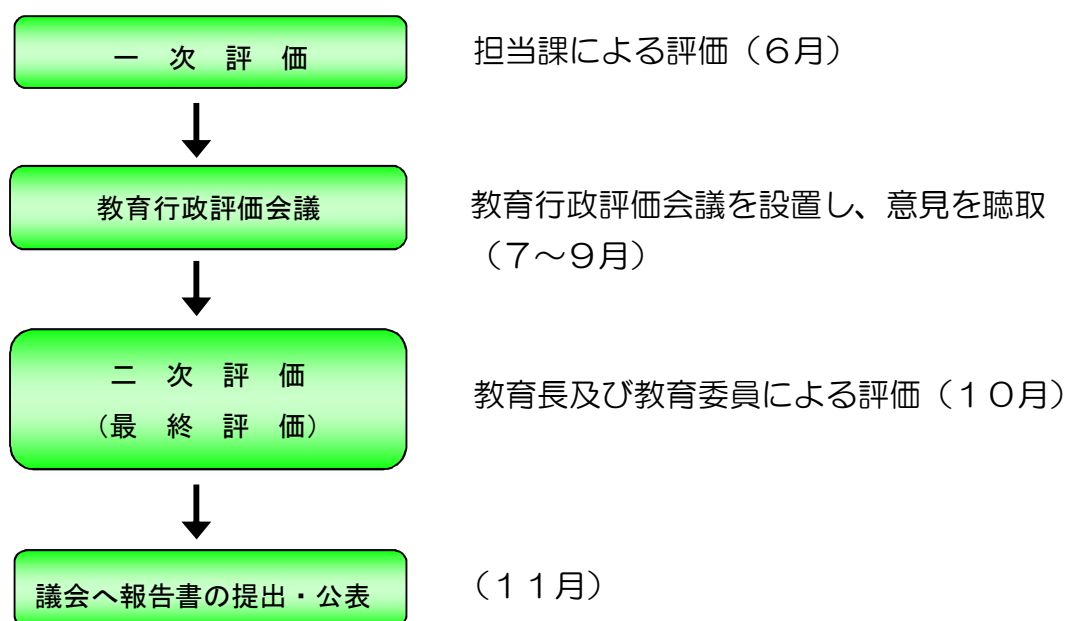 一次評価
担当課による評価（６月）
教育行政評価会議
教育行政評価会議を設置し、意見を聴取
（７～９月）
二次評価
（最終評価）
教育長及び教育委員による評価（１０月）
議会へ報告書の提出・公表
（１１月）